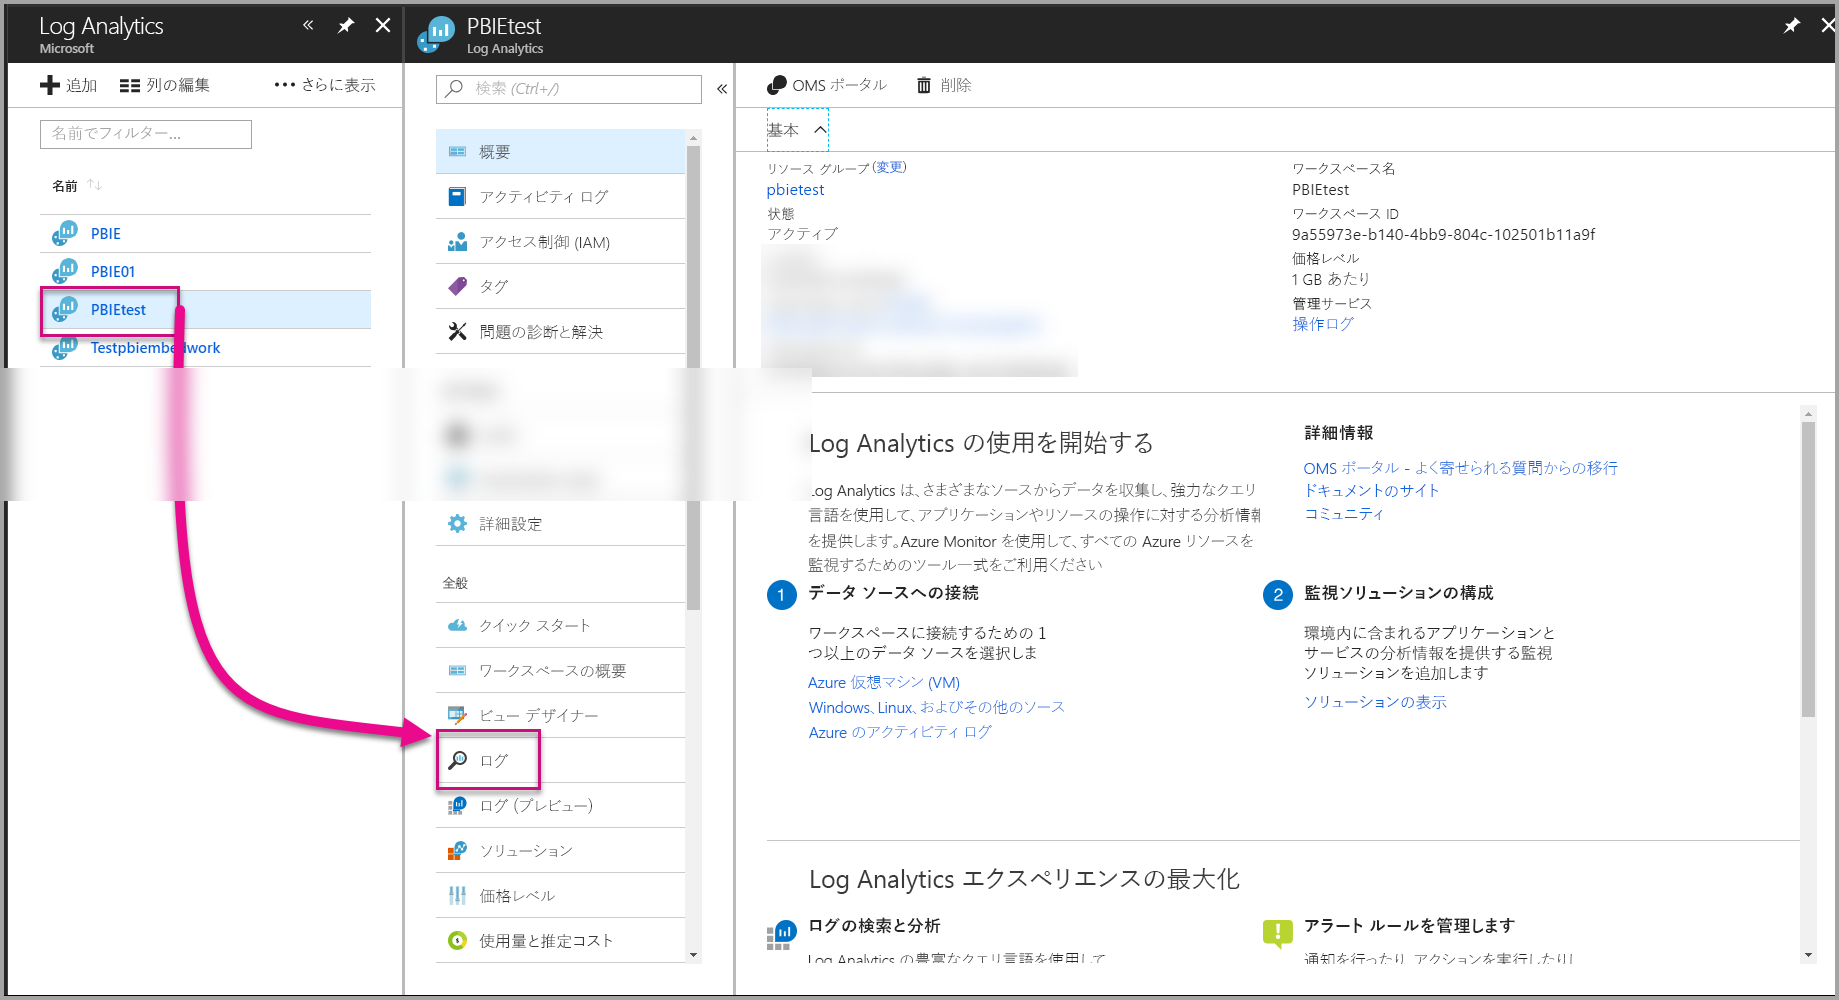 Log Analytics
Microsoft
追加
列の編集
さらに表示
名前でフィルター...
名前
PBIE
PBIE01
PBIEtest
Testpbiembedwork
PBIEtest
Log Analytics
検索 (Ctrl+/)
概要
アクティビティ ログ
アクセス制御 (IAM)
タグ
問題の診断と解決
詳細設定
全般
クイック スタート
ワークスペースの概要
ビュー デザイナー
ログ
ログ (プレビュー)
ソリューション
価格レベル
使用量と推定コスト
OMS ポータル
削除
基本
リソース グループ (変更)
pbietest
状態
アクティブ
ワークスペース名
PBIEtest
ワークスペース ID
9a55973e-b140-4bb9-804c-102501b11a9f
価格レベル
1 GB あたり
管理サービス
操作ログ
Log Analytics の使用を開始する
Log Analytics は、さまざまなソースからデータを収集し、強力なクエリ
言語を使用して、アプリケーションやリソースの操作に対する分析情報
を提供します。Azure Monitor を使用して、すべての Azure リソースを
監視するためのツール一式をご利用ください
詳細情報
OMS ポータル - よく寄せられる質問からの移行
ドキュメントのサイト
コミュニティ
1 データ ソースへの接続
ワークスペースに接続するための 1
つ以上のデータ ソースを選択しま
Azure 仮想マシン (VM)
Windows、Linux、およびその他のソース
Azure のアクティビティ ログ
2 監視ソリューションの構成
環境内に含まれるアプリケーションと
サービスの分析情報を提供する監視
ソリューションを追加します
ソリューションの表示
Log Analytics エクスペリエンスの最大化
ログの検索と分析
Log Analytics の豊富なクエリ言語を使用して
アラート ルールを管理します
通知を行ったり、アクションを実行したりし